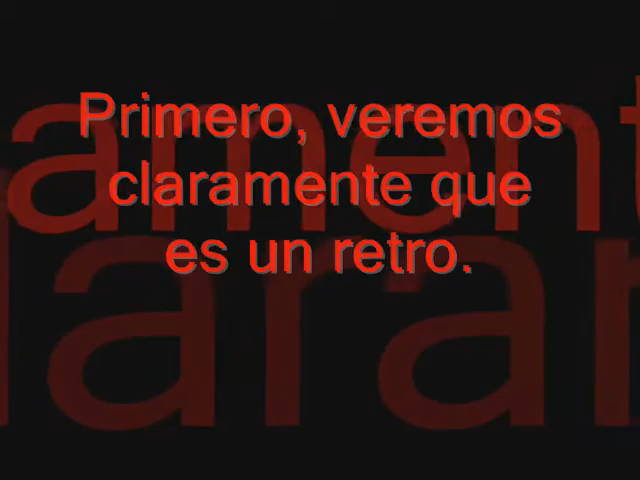 Primero, veremos
claramente que
es un retro.